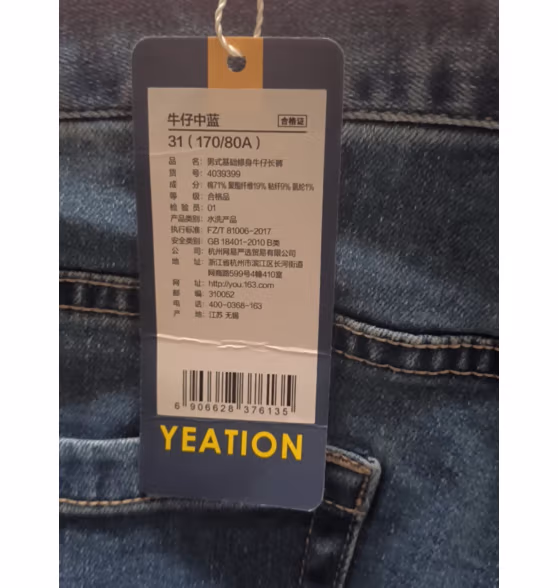 牛仔中蓝 合格证
31(170/80A)
品 名: 男式基础修身牛仔长裤
货 号: 4039399
成 分: 棉71% 聚酯纤维19% 粘纤9% 氨纶1%
等 级: 合格品
检 验 员: 01
产品类别: 水洗产品
执行标准: FZ/T 81006-2017
安全类别: GB 18401-2010 B类
公 司: 杭州网易严选贸易有限公司
地 址: 浙江省杭州市滨江区长河街道
网商路599号4幢410室
网 址: http://you.163.com
邮 编: 310052
电 话: 400-0368-163
产 地: 江苏 无锡
6 906628 376135
YEATION